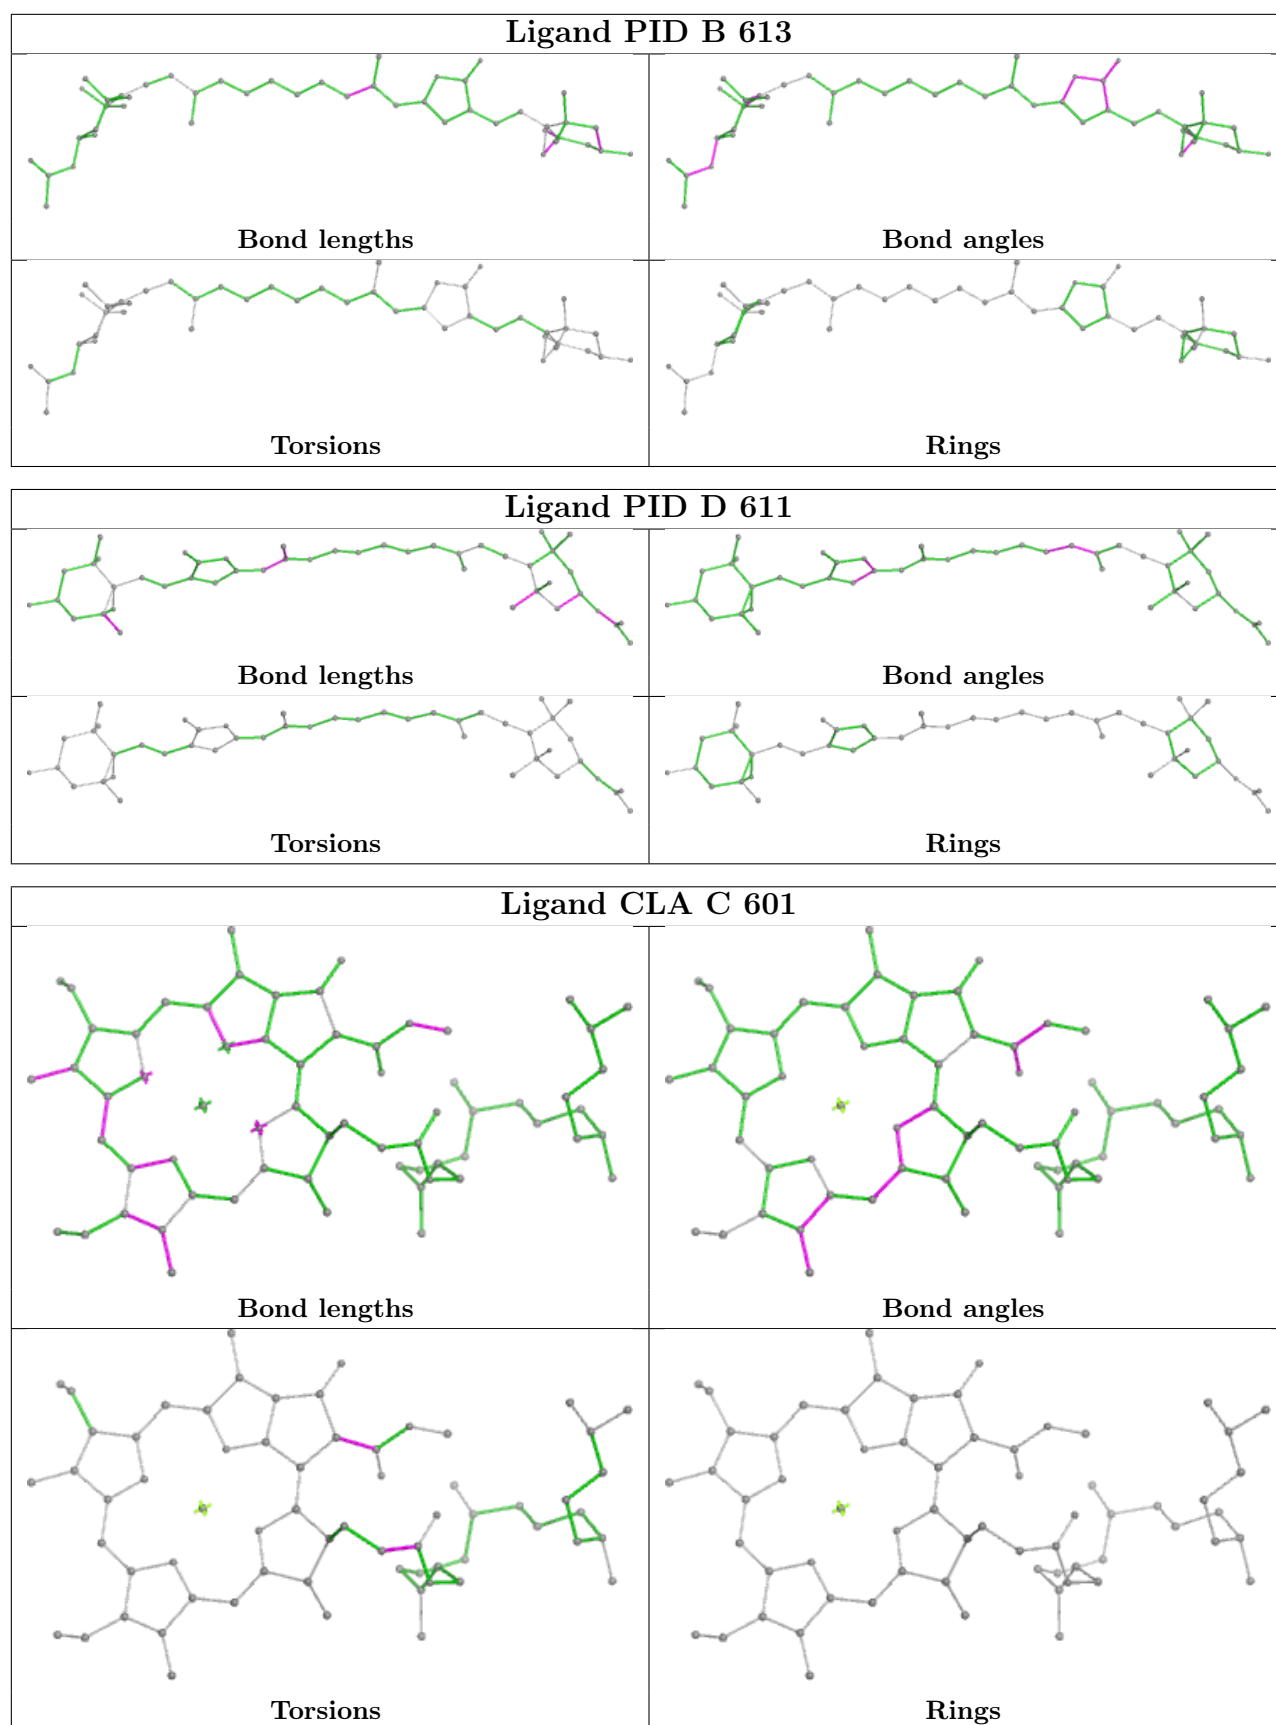 Ligand PID B 613
Bond lengths
Bond angles
Torsions
Rings
Ligand PID D 611
Bond lengths
Bond angles
Torsions
Rings
Ligand CLA C 601
Bond lengths
Bond angles
Torsions
Rings